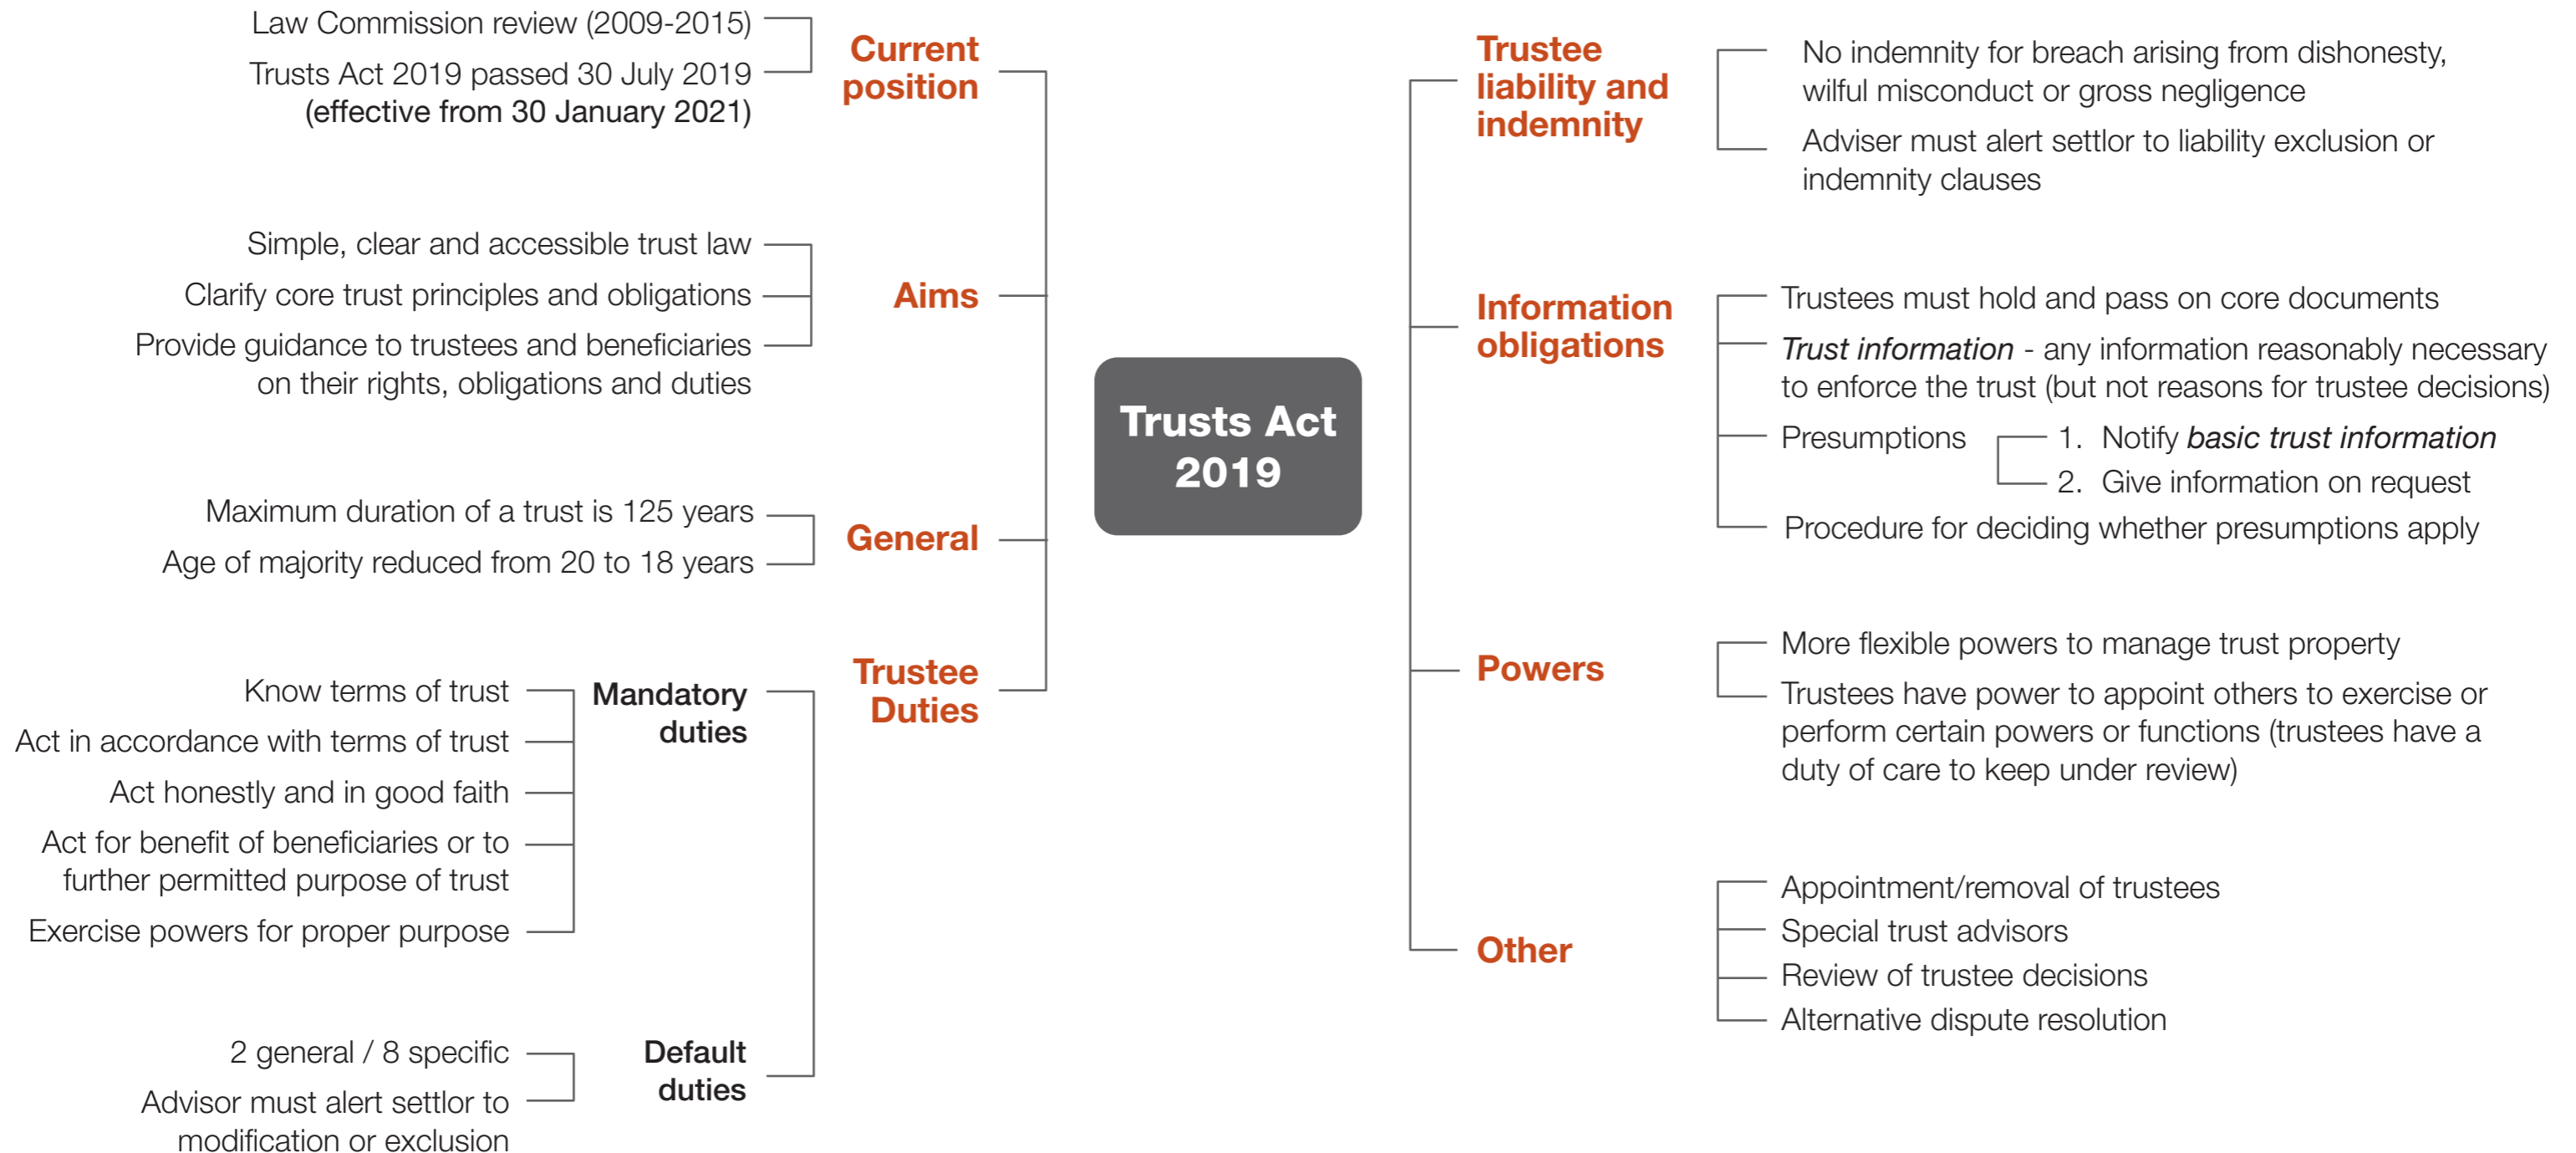 Law Commission review (2009-2015)
Trusts Act 2019 passed 30 July 2019
(effective from 30 January 2021)
Current
position
Simple, clear and accessible trust law
Clarify core trust principles and obligations
Provide guidance to trustees and beneficiaries
on their rights, obligations and duties
Aims
Maximum duration of a trust is 125 years
Age of majority reduced from 20 to 18 years
General
Trustee
Duties
Mandatory
duties
Know terms of trust
Act in accordance with terms of trust
Act honestly and in good faith
Act for benefit of beneficiaries or to
further permitted purpose of trust
Exercise powers for proper purpose
Default
duties
2 general / 8 specific
Advisor must alert settlor to
modification or exclusion
Trusts Act
2019
Trustee
liability and
indemnity
No indemnity for breach arising from dishonesty,
wilful misconduct or gross negligence
Adviser must alert settlor to liability exclusion or
indemnity clauses
Information
obligations
Trustees must hold and pass on core documents
Trust information - any information reasonably necessary
to enforce the trust (but not reasons for trustee decisions)
Presumptions
1. Notify basic trust information
2. Give information on request
Procedure for deciding whether presumptions apply
Powers
More flexible powers to manage trust property
Trustees have power to appoint others to exercise or
perform certain powers or functions (trustees have a
duty of care to keep under review)
Other
Appointment/removal of trustees
Special trust advisors
Review of trustee decisions
Alternative dispute resolution